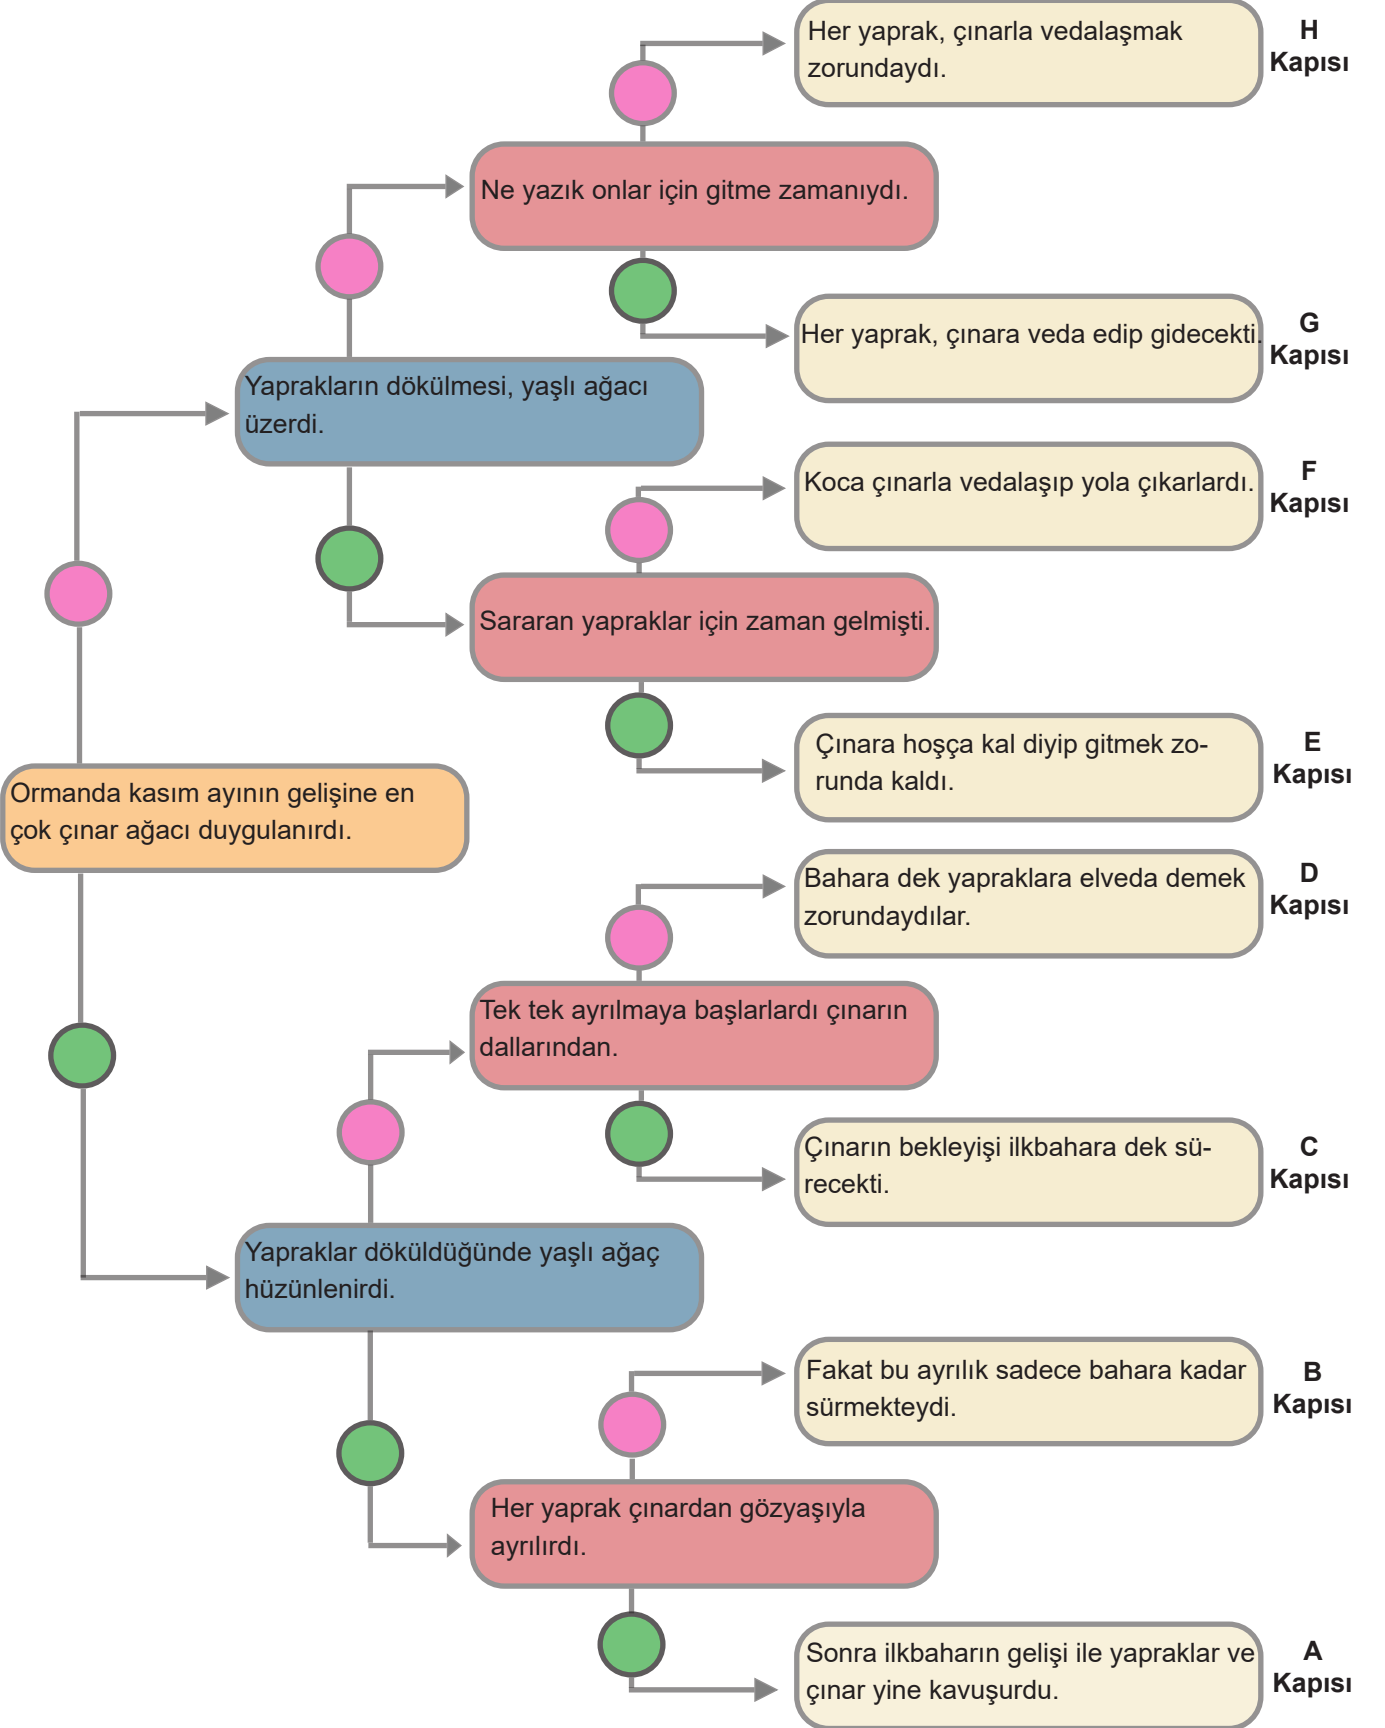 Her yaprak, çınarla vedalaşmak
zorundaydı.
H
Kapısı
Ne yazık onlar için gitme zamanıydı.
Her yaprak, çınara veda edip gidecekti.
G
Kapısı
Yaprakların dökülmesi, yaşlı ağacı
üzerdi.
Koca çınarla vedalaşıp yola çıkarlardı.
F
Kapısı
Sararan yapraklar için zaman gelmişti.
Çınara hoşça kal diyip gitmek zo-
runda kaldı.
E
Kapısı
Ormanda kasım ayının gelişine en
çok çınar ağacı duygulanırdı.
Bahara dek yapraklara elveda demek
zorundaydılar.
D
Kapısı
Tek tek ayrılmaya başlarlardı çınarın
dallarından.
Çınarın bekleyişi ilkbahara dek sü-
recekti.
C
Kapısı
Yapraklar döküldüğünde yaşlı ağaç
hüzünlenirdi.
Fakat bu ayrılık sadece bahara kadar
sürmekteydi.
B
Kapısı
Her yaprak çınardan gözyaşıyla
ayrılırdı.
Sonra ilkbaharın gelişi ile yapraklar ve
çınar yine kavuşurdu.
A
Kapısı